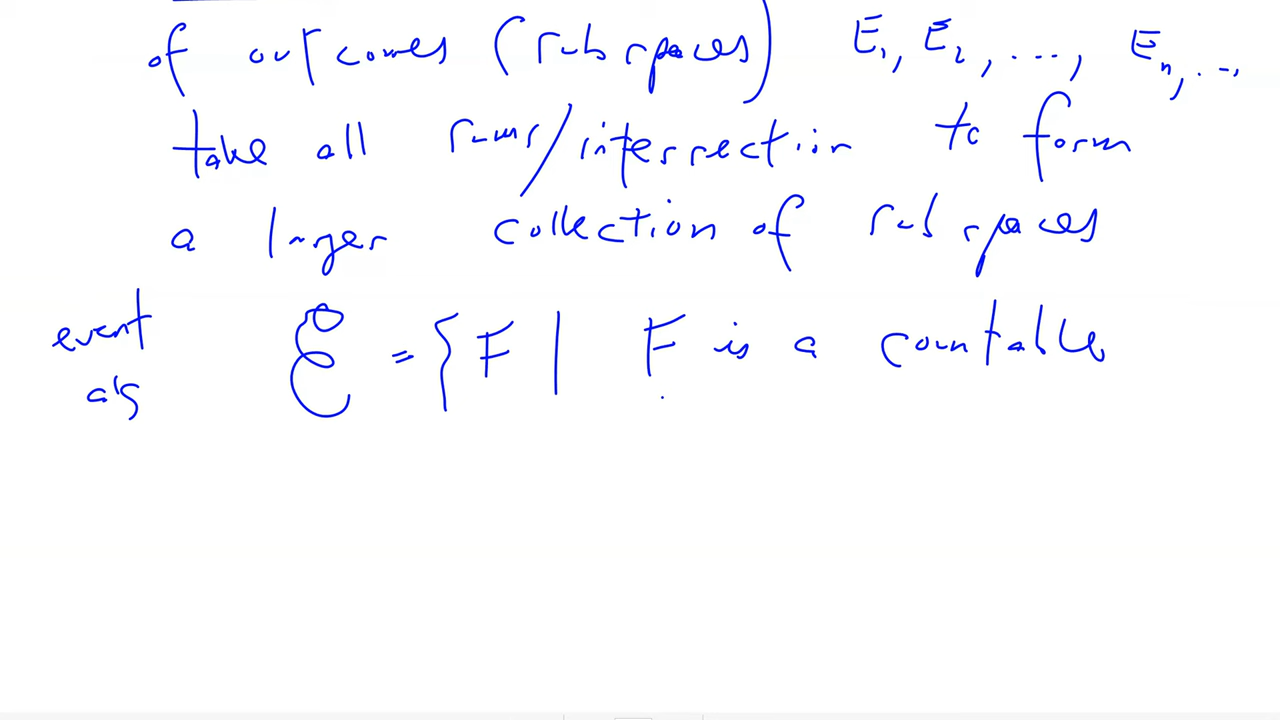 of outcomes (subspaces) E₁, E₂, ..., Eₙ, ...
take all sums/intersection to form
a larger collection of subspaces
event ℰ = { F | F is a countable
alg